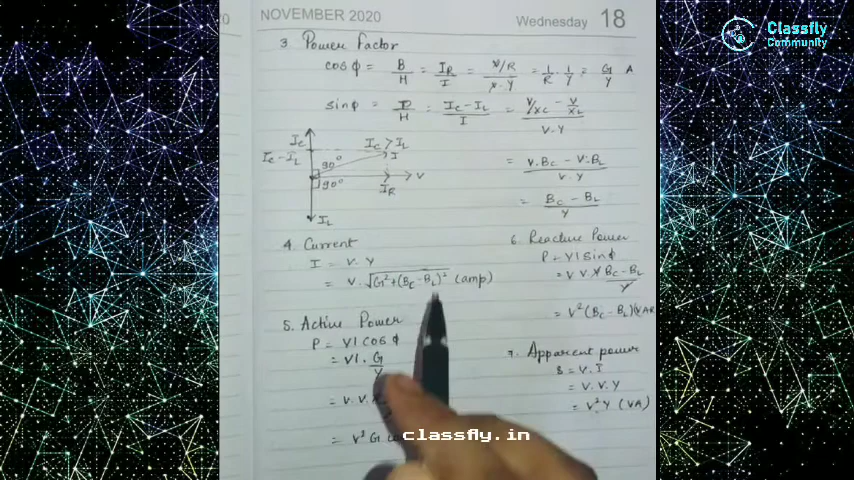 NOVEMBER 2020
Wednesday 18
Classfly
Community
3. Power Factor
cos φ = B/H = I_R/I = V/R / V.Y = 1/R . 1/Y = G/Y
sin φ = P/H = I_C - I_L / I = V/X_C - V/X_L / V.Y
= V.B_C - V.B_L / V.Y
= B_C - B_L / Y
I_C
I_C > I_L
I_C - I_L
I
90°
90°
V
I_R
I_L
4. Current
I = V.Y
= V.√G²+(B_C-B_L)² (amp)
5. Active Power
P = VI cos φ
= VI. G/Y
= V.V.
= V² G
6. Reactive Power
P = VI sin φ
= V V.Y B_C-B_L / Y
= V² (B_C-B_L) (VAR
7. Apparent power
S = V.I
= V.V.Y
= V²Y (VA)
classfly.in